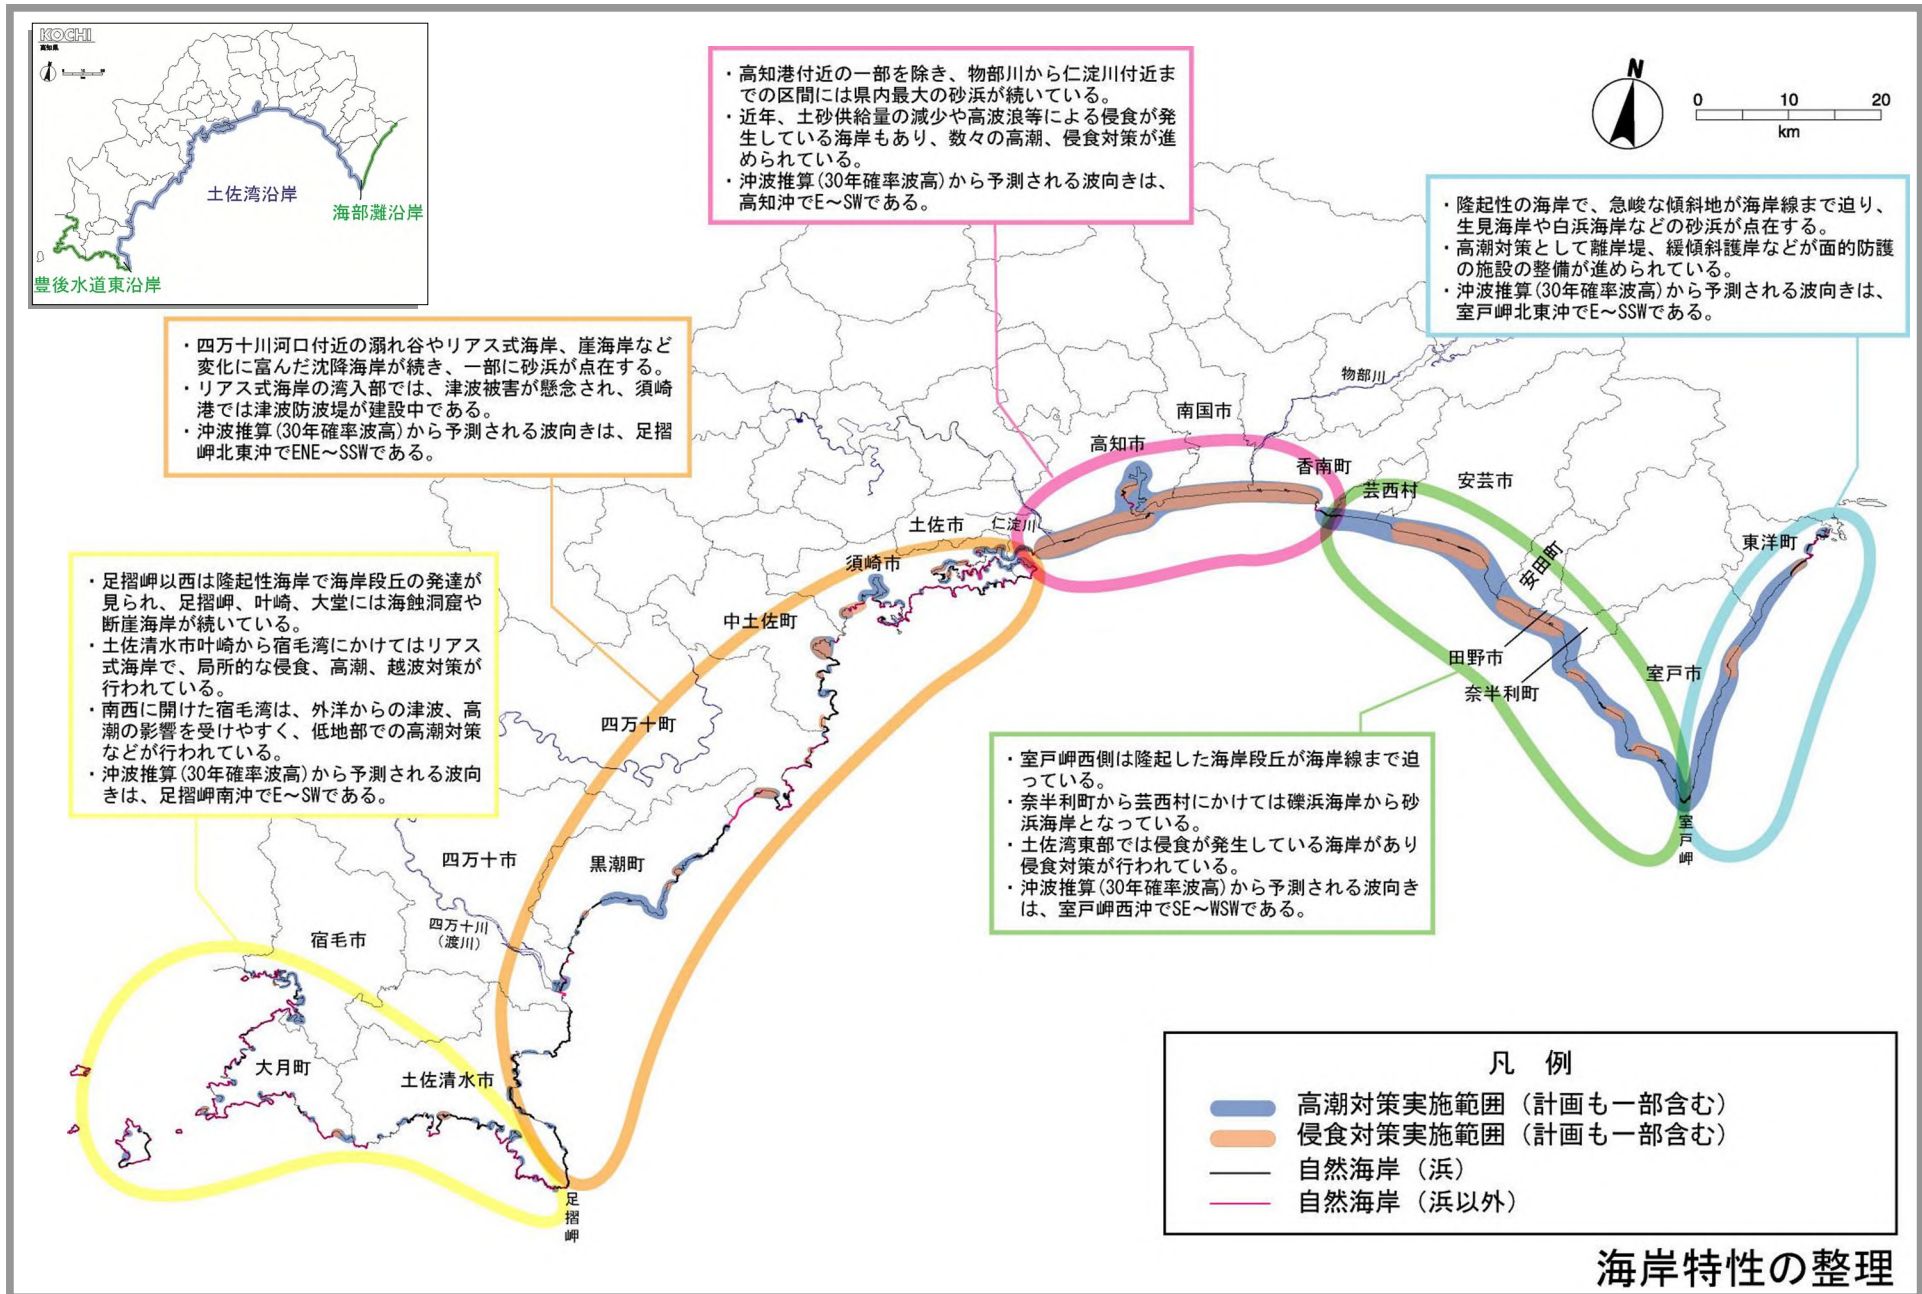 KOCHI
高知県
土佐湾沿岸
海部灘沿岸
豊後水道東沿岸
・高知港付近の一部を除き、物部川から仁淀川付近ま
での区間には県内最大の砂浜が続いている。
・近年、土砂供給量の減少や高波浪等による侵食が発
生している海岸もあり、数々の高潮、侵食対策が進
められている。
・沖波推算(30年確率波高)から予測される波向きは、
高知沖でE～SWである。
N
0 10 20
km
・隆起性の海岸で、急峻な傾斜地が海岸線まで迫り、
生見海岸や白浜海岸などの砂浜が点在する。
・高潮対策として離岸堤、緩傾斜護岸などが面的防護
の施設の整備が進められている。
・沖波推算(30年確率波高)から予測される波向きは、
室戸岬北東沖でE～SSWである。
・四万十川河口付近の溺れ谷やリアス式海岸、崖海岸など
変化に富んだ沈降海岸が続き、一部に砂浜が点在する。
・リアス式海岸の湾入部では、津波被害が懸念され、須崎
港では津波防波堤が建設中である。
・沖波推算(30年確率波高)から予測される波向きは、足摺
岬北東沖でENE～SSWである。
物部川
南国市
高知市
香南町
芸西村
安芸市
土佐市
仁淀川
須崎市
安田町
東洋町
中土佐町
田野市
奈半利町
室戸市
四万十町
・足摺岬以西は隆起性海岸で海岸段丘の発達が
見られ、足摺岬、叶崎、大堂には海蝕洞窟や
断崖海岸が続いている。
・土佐清水市叶崎から宿毛湾にかけてはリアス
式海岸で、局所的な侵食、高潮、越波対策が
行われている。
・南西に開けた宿毛湾は、外洋からの津波、高
潮の影響を受けやすく、低地部での高潮対策
などが行われている。
・沖波推算(30年確率波高)から予測される波向
きは、足摺岬南沖でE～SWである。
・室戸岬西側は隆起した海岸段丘が海岸線まで迫
っている。
・奈半利町から芸西村にかけては礫浜海岸から砂
浜海岸となっている。
・土佐湾東部では侵食が発生している海岸があり
侵食対策が行われている。
・沖波推算(30年確率波高)から予測される波向き
は、室戸岬西沖でSE～WSWである。
室戸岬
四万十市
黒潮町
四万十川
(渡川)
宿毛市
大月町
土佐清水市
足摺岬
凡 例
高潮対策実施範囲（計画も一部含む）
侵食対策実施範囲（計画も一部含む）
自然海岸（浜）
自然海岸（浜以外）
海岸特性の整理